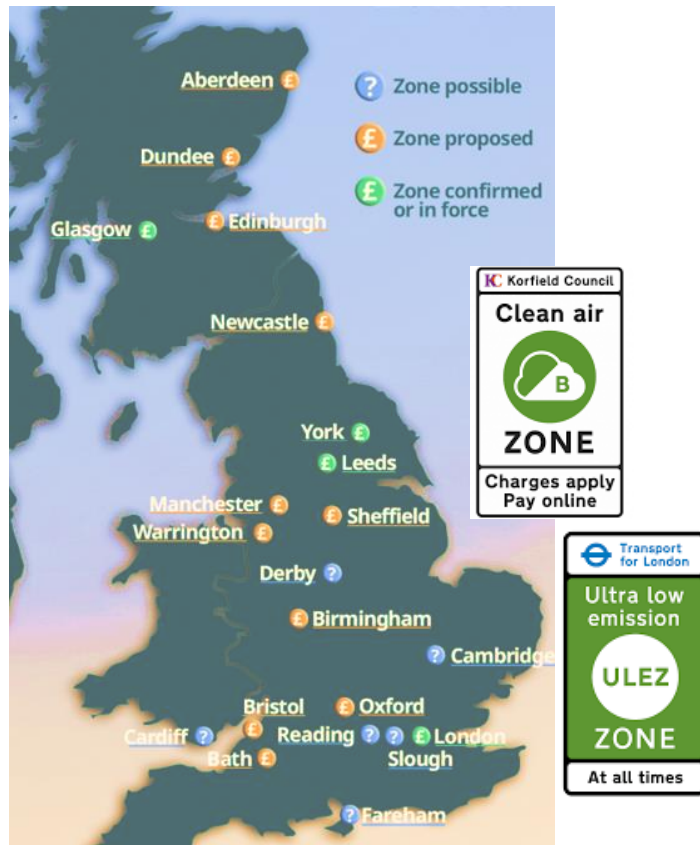 Aberdeen £
? Zone possible
£ Zone proposed
Dundee £
£ Zone confirmed
or in force
£ Edinburgh
Glasgow £
Newcastle £
York £
£ Leeds
Manchester £
£ Sheffield
Warrington £
Derby ?
£ Birmingham
? Cambridge
Bristol
£
£ Oxford
Cardiff ?
Reading ?
?
£ London
Bath £
Slough
? Fareham
KC Korfield Council
Clean air
B
ZONE
Charges apply
Pay online
Transport
for London
Ultra low
emission
ULEZ
ZONE
At all times